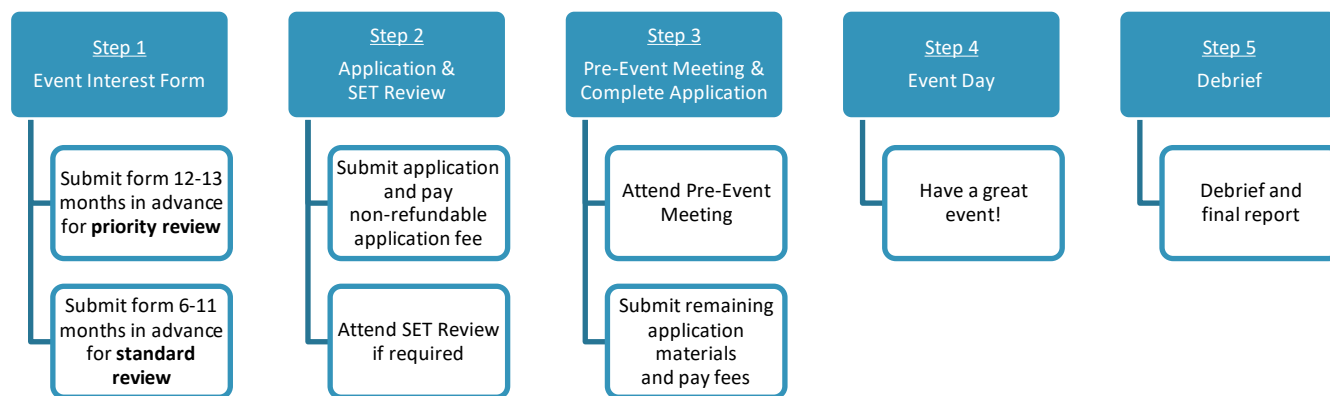 Step 1
Event Interest Form
Submit form 12-13
months in advance
for priority review
Submit form 6-11
months in advance
for standard
review
Step 2
Application &
SET Review
Submit application
and pay
non-refundable
application fee
Attend SET Review
if required
Step 3
Pre-Event Meeting &
Complete Application
Attend Pre-Event
Meeting
Submit remaining
application
materials
and pay fees
Step 4
Event Day
Have a great
event!
Step 5
Debrief
Debrief and
final report